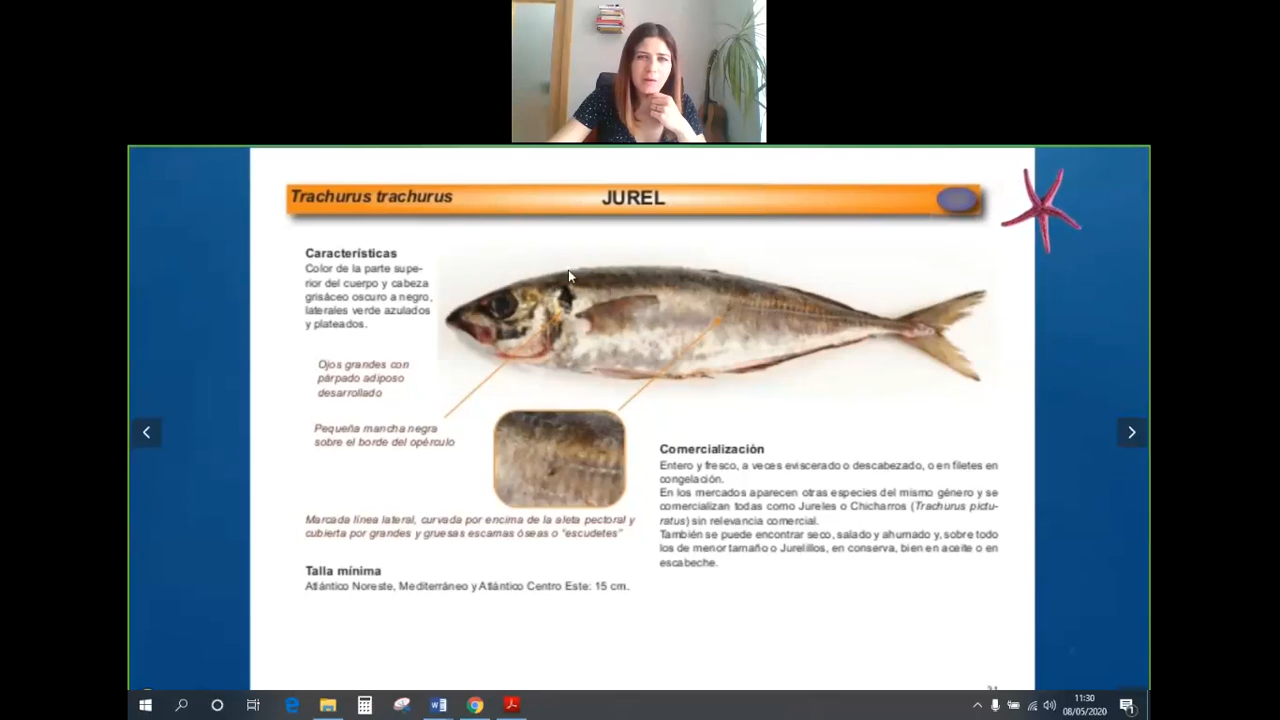 Trachurus trachurus JUREL
Características
Color de la parte supe-
rior del cuerpo y cabeza
grisáceo oscuro a negro,
laterales verde azulados
y plateados.
Ojos grandes con
párpado adiposo
desarrollado
Pequeña mancha negra
sobre el borde del opérculo
Marcada línea lateral, curvada por encima de la aleta pectoral y
cubierta por grandes y gruesas escamas óseas o “escudetes”
Talla mínima
Atlántico Noreste, Mediterráneo y Atlántico Centro Este: 15 cm.
Comercialización
Entero y fresco, a veces eviscerado o descabezado, o en filetes en
congelación.
En los mercados aparecen otras especies del mismo género y se
comercializan todas como Jureles o Chicharros (Trachurus pictu-
ratus) sin relevancia comercial.
También se puede encontrar seco, salado y ahumado y, sobre todo
los de menor tamaño o Jurelillos, en conserva, bien en aceite o en
escabeche.
11:30
08/05/2020